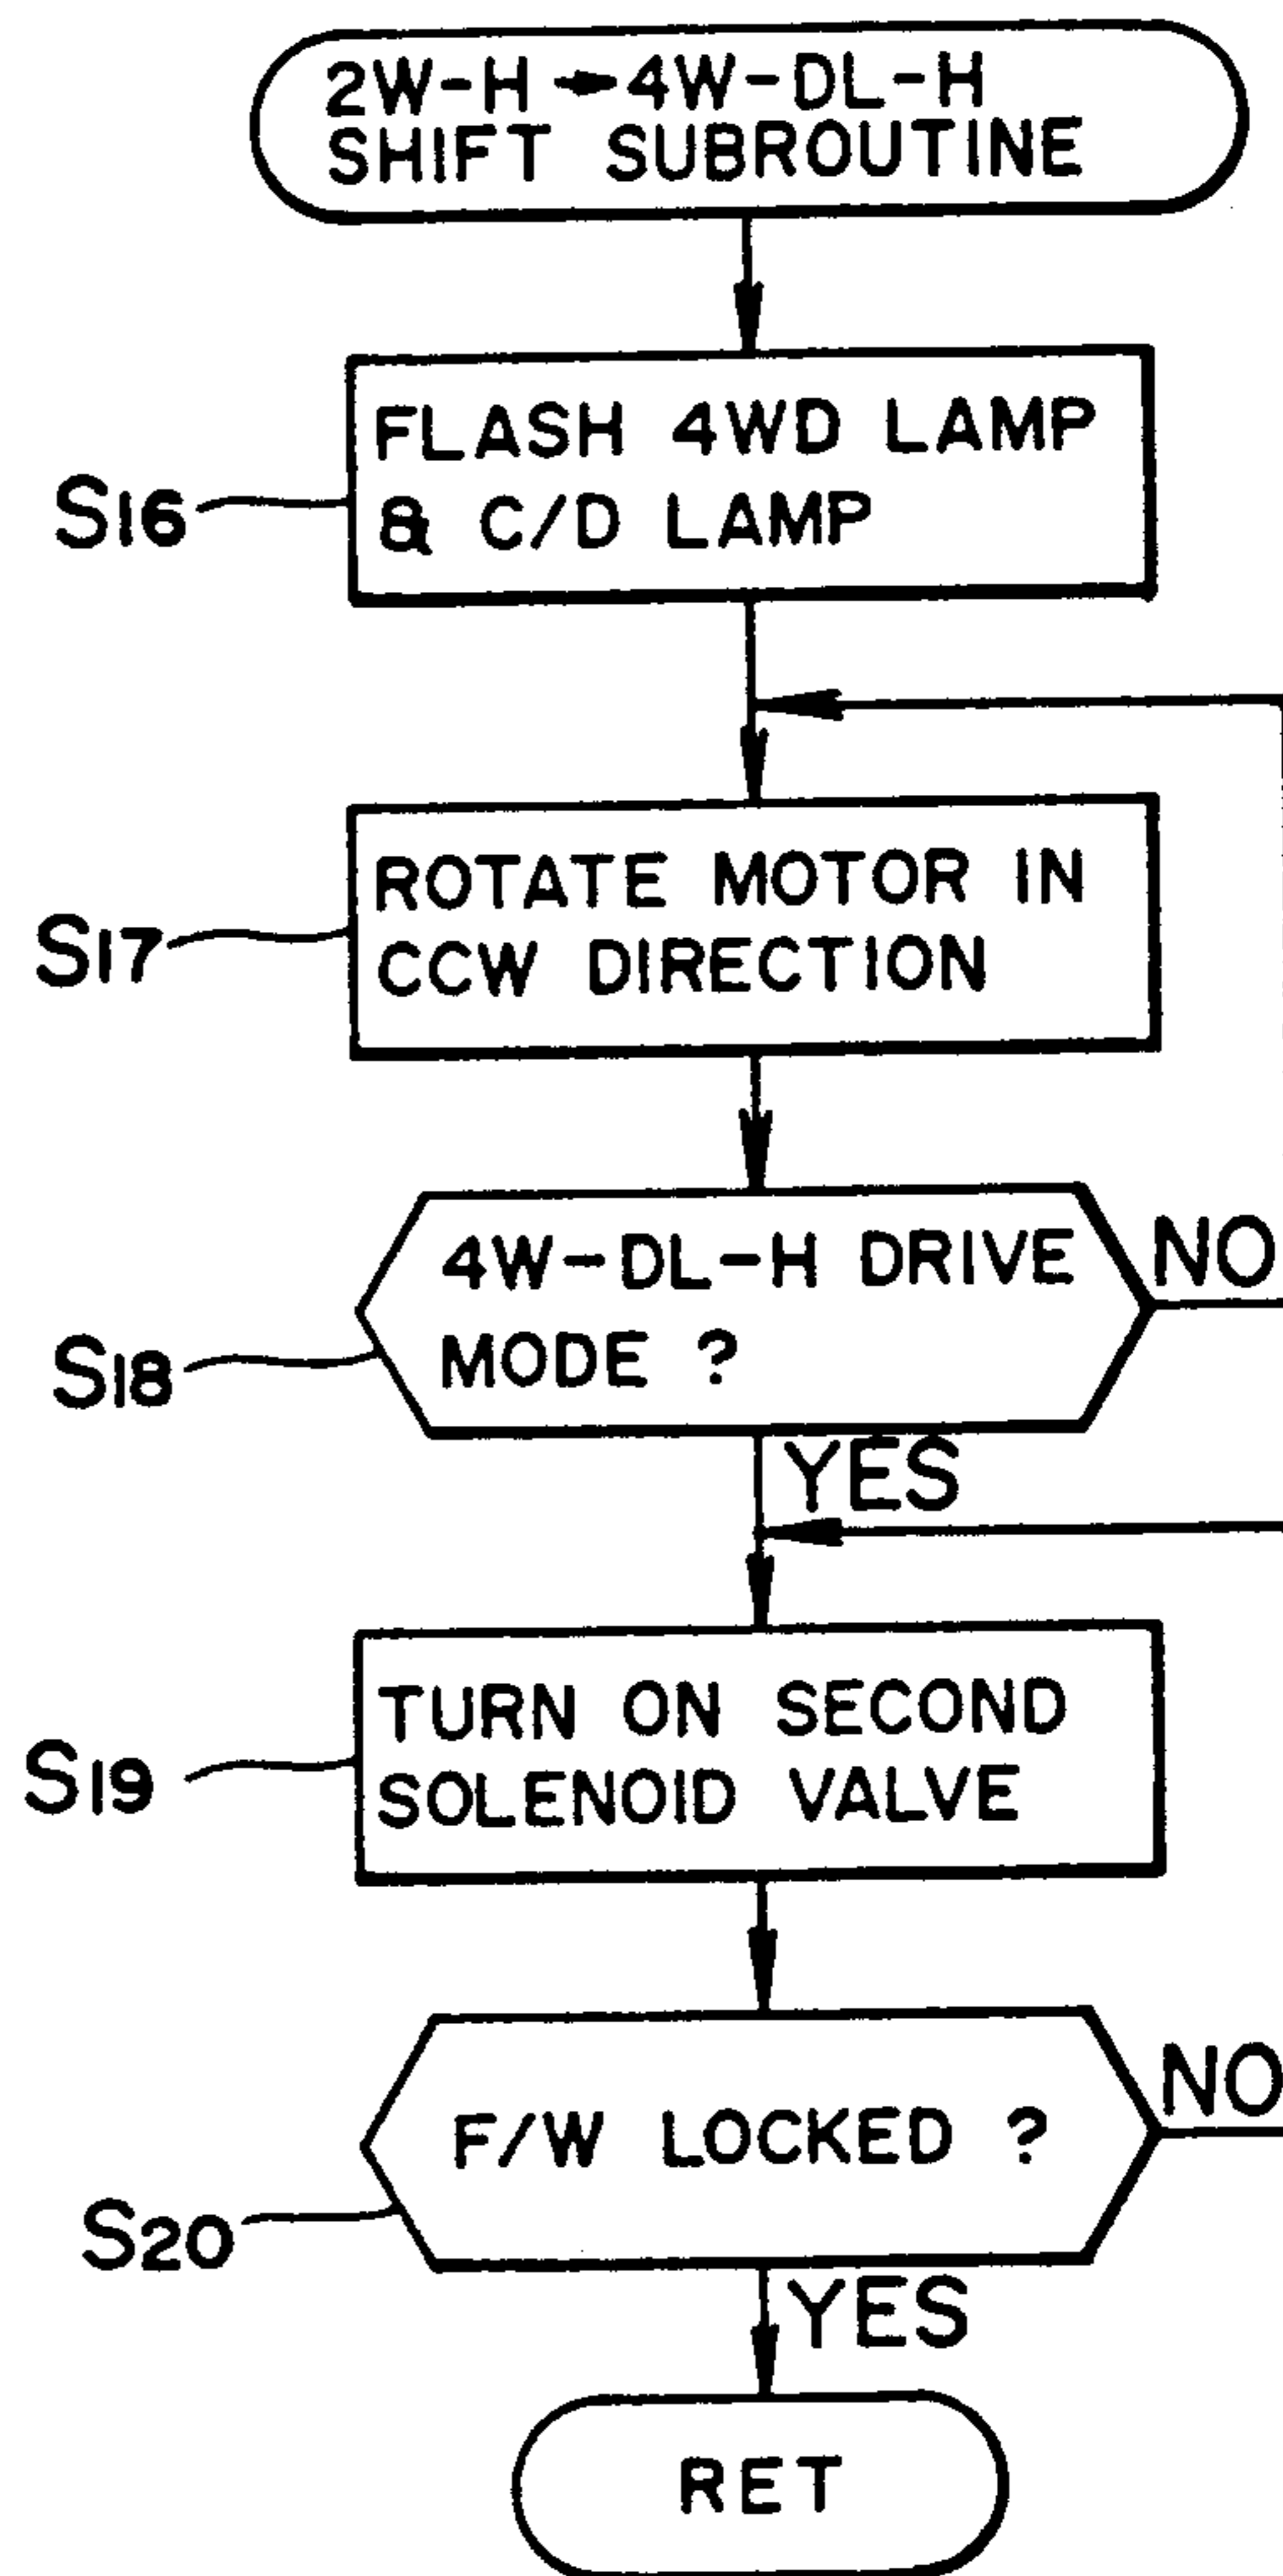 2W-H → 4W-DL-H
SHIFT SUBROUTINE
FLASH 4WD LAMP
& C/D LAMP
S16
ROTATE MOTOR IN
CCW DIRECTION
S17
4W-DL-H DRIVE
MODE ?
NO
S18
YES
TURN ON SECOND
SOLENOID VALVE
S19
F/W LOCKED ?
NO
S20
YES
RET